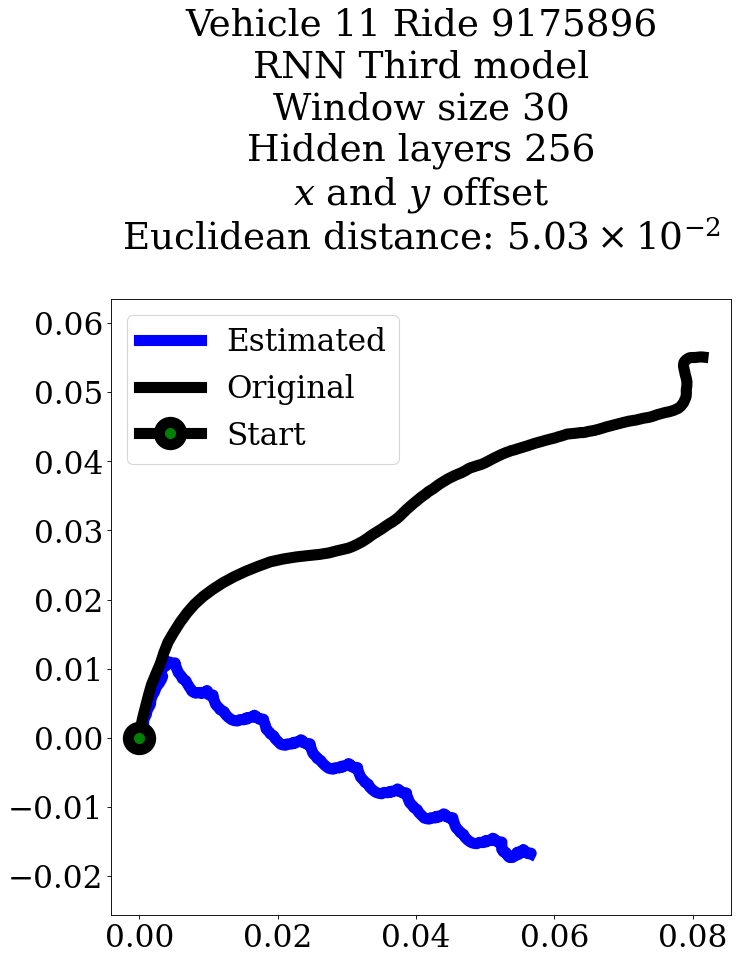 Vehicle 11 Ride 9175896
RNN Third model
Window size 30
Hidden layers 256
x and y offset
Euclidean distance: 5.03 × 10⁻²
Estimated
Original
Start
0.06
0.05
0.04
0.03
0.02
0.01
0.00
−0.01
−0.02
0.00 0.02 0.04 0.06 0.08